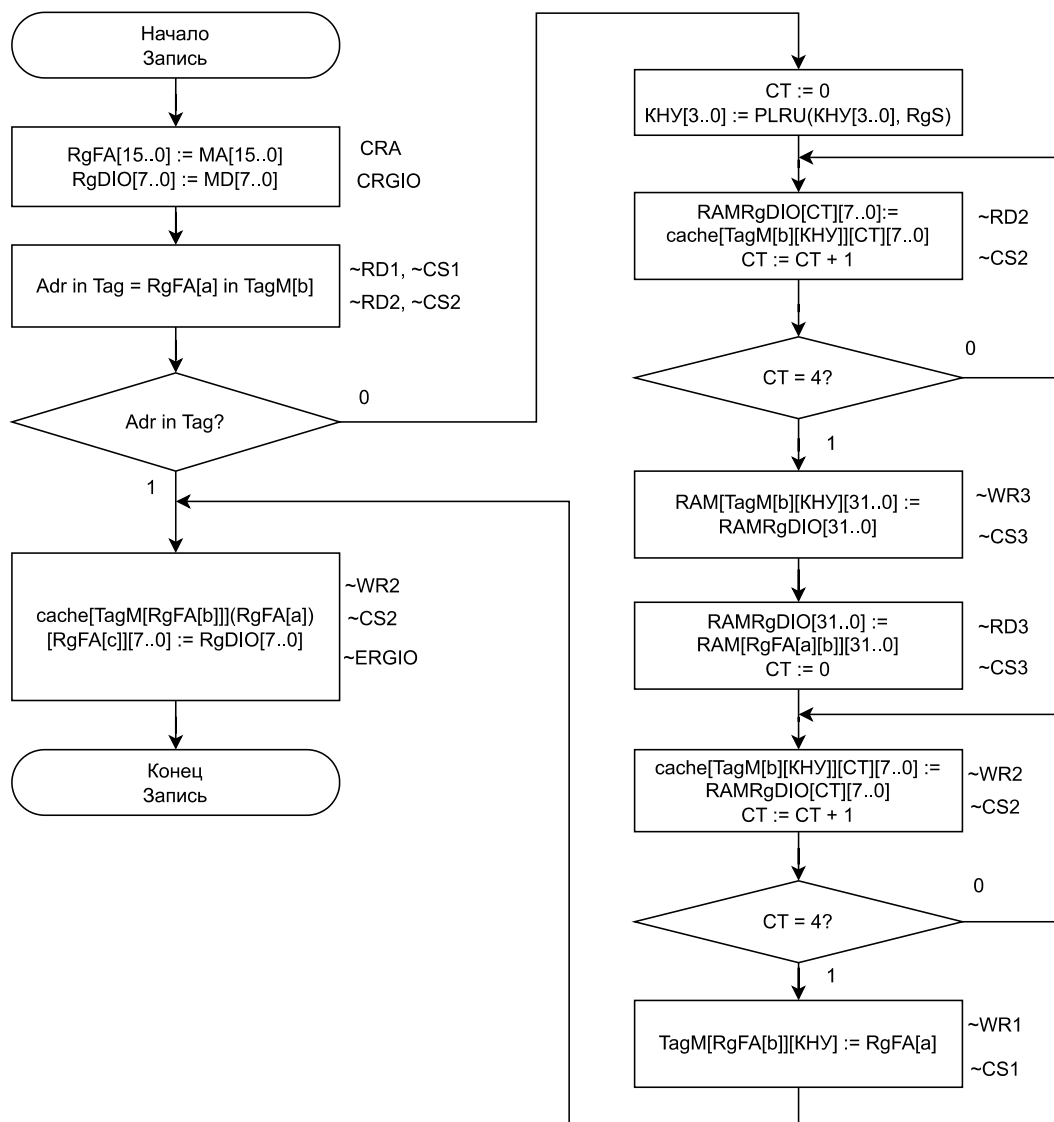 Начало
Запись
RgFA[15..0] := MA[15..0]
RgDIO[7..0] := MD[7..0]
CRA
CRGIO
Adr in Tag = RgFA[a] in TagM[b]
~RD1, ~CS1
~RD2, ~CS2
Adr in Tag?
0
1
cache[TagM[RgFA[b]]](RgFA[a])
[RgFA[c]][7..0] := RgDIO[7..0]
~WR2
~CS2
~ERGIO
Конец
Запись
CT := 0
КНУ[3..0] := PLRU(КНУ[3..0], RgS)
RAMRgDIO[CT][7..0]:=
cache[TagM[b][КНУ]][CT][7..0]
CT := CT + 1
~RD2
~CS2
CT = 4?
0
1
RAM[TagM[b][КНУ][31..0] :=
RAMRgDIO[31..0]
~WR3
~CS3
RAMRgDIO[31..0] :=
RAM[RgFA[a][b]][31..0]
CT := 0
~RD3
~CS3
cache[TagM[b][КНУ]][CT][7..0] :=
RAMRgDIO[CT][7..0]
CT := CT + 1
~WR2
~CS2
CT = 4?
0
1
TagM[RgFA[b]][КНУ] := RgFA[a]
~WR1
~CS1